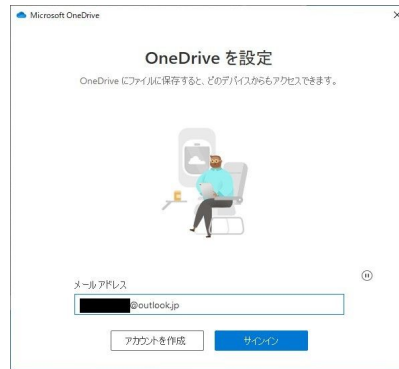 Microsoft OneDrive
OneDrive を設定
OneDrive にファイルに保存すると、どのデバイスからもアクセスできます。
メール アドレス
@outlook.jp
アカウントを作成
サインイン